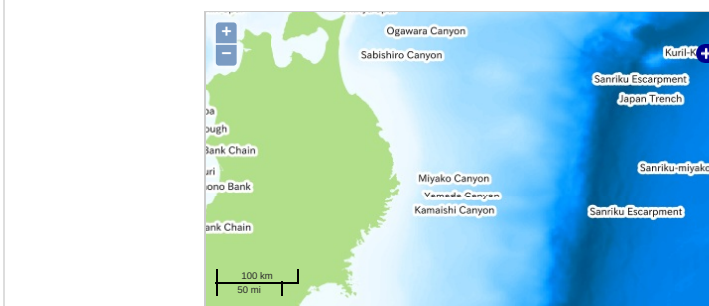 +
−
Ogawara Canyon
Sabishiro Canyon
Sanriku Escarpment
Japan Trench
Bank Chain
Miyako Canyon
Bank
Kamaishi Canyon
Sanriku Escarpment
Chain
100 km
50 mi